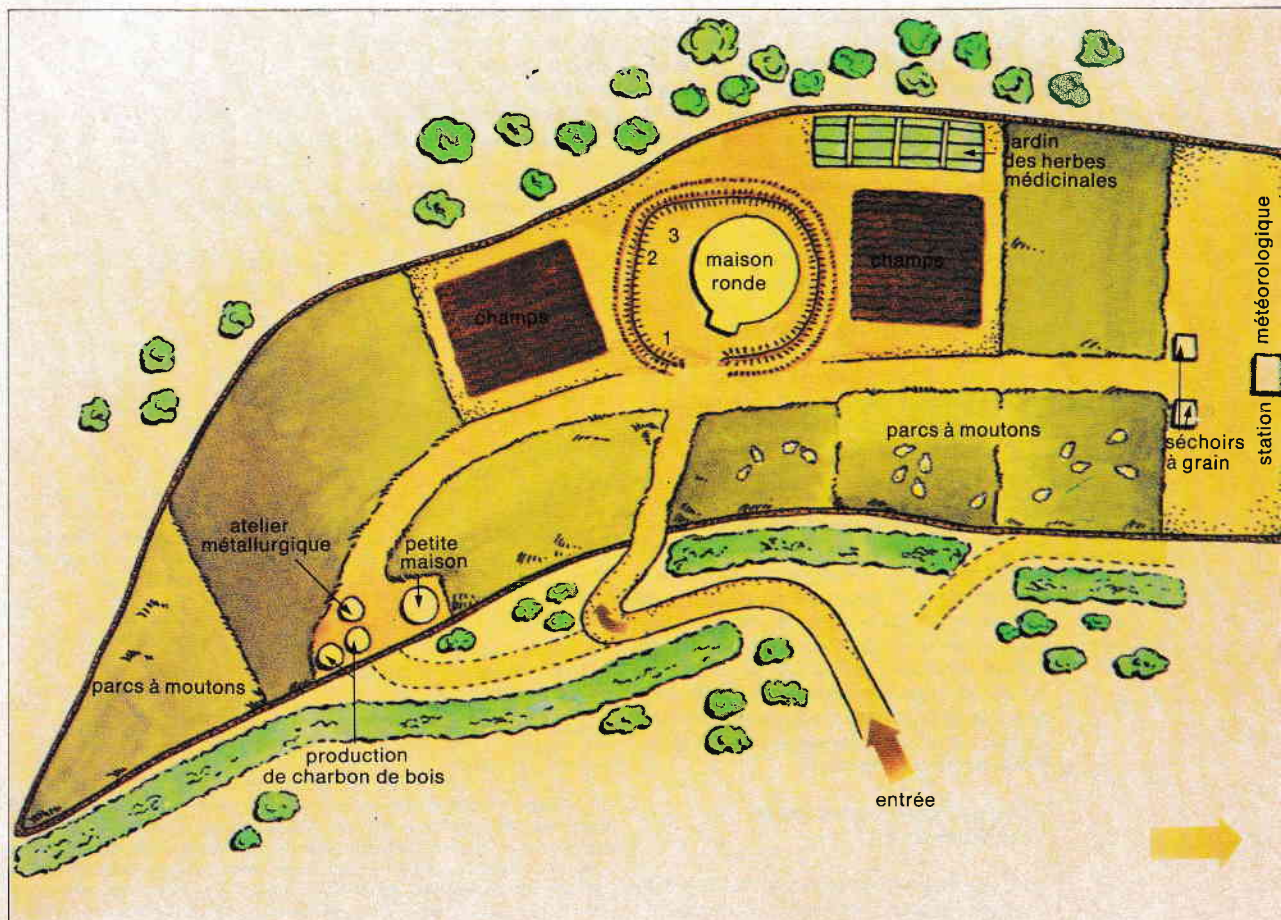 jardin
des herbes
médicinales
3
2
1
maison
ronde
champs
champs
station météorologique
parcs à moutons
séchoirs
à grain
atelier
métallurgique
petite
maison
parcs à moutons
production
de charbon de bois
entrée